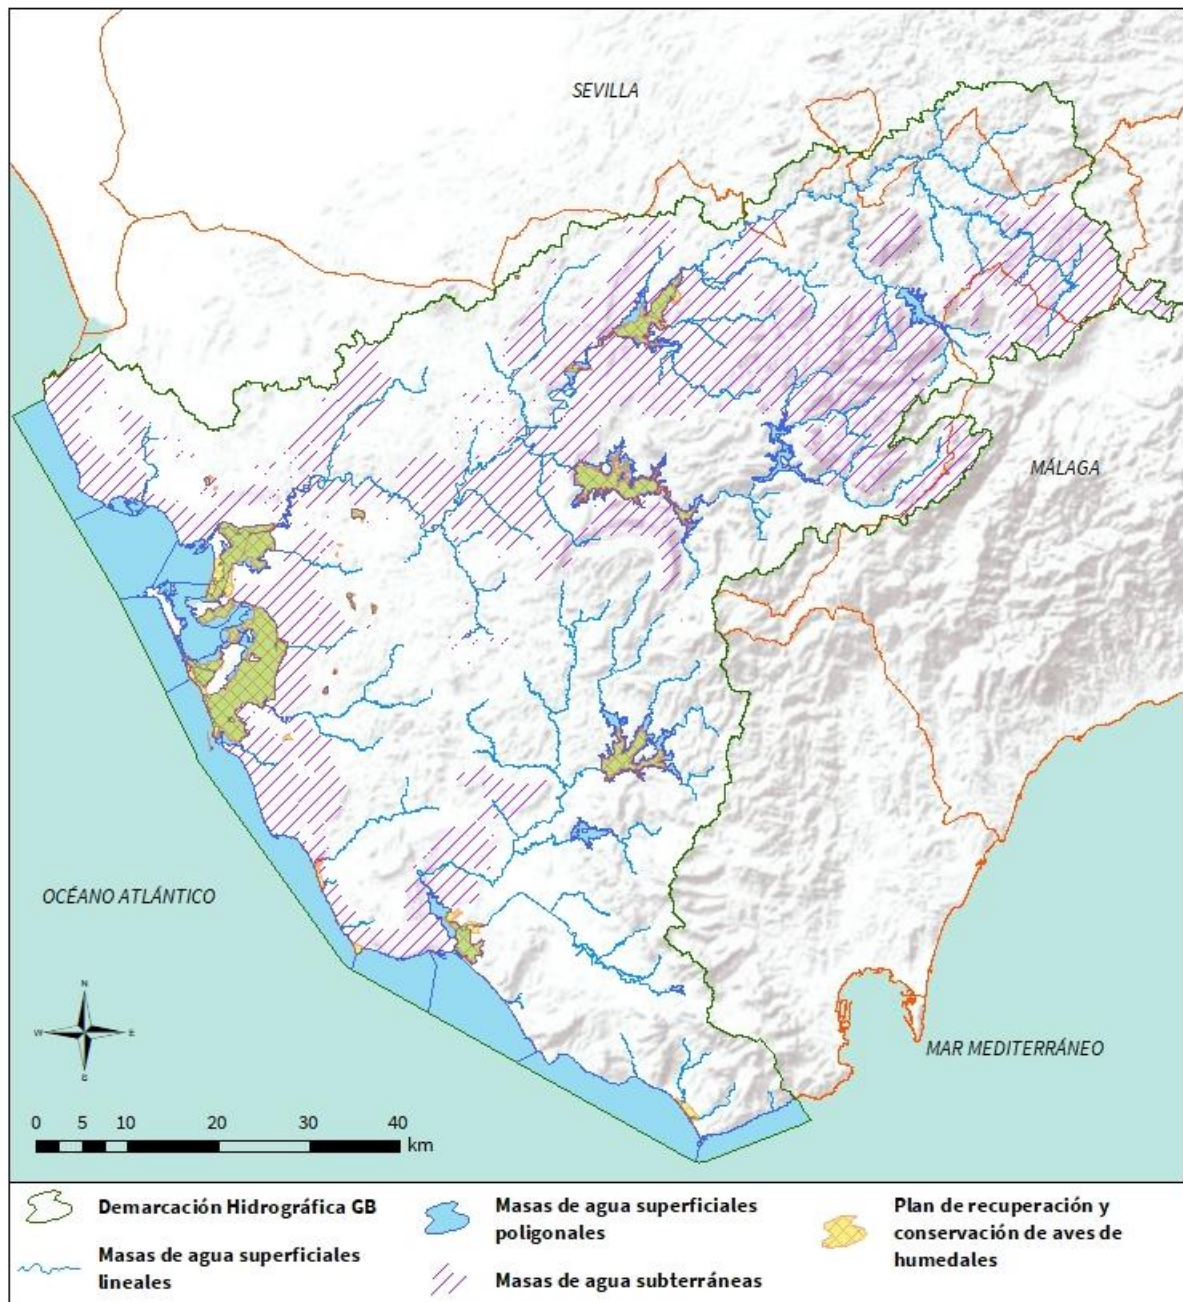 SEVILLA
MÁLAGA
OCÉANO ATLÁNTICO
MAR MEDITERRÁNEO
N
W E
S
0 5 10 20 30 40
km
Demarcación Hidrográfica GB
Masas de agua superficiales
lineales
Masas de agua superficiales
poligonales
Masas de agua subterráneas
Plan de recuperación y
conservación de aves de
humedales